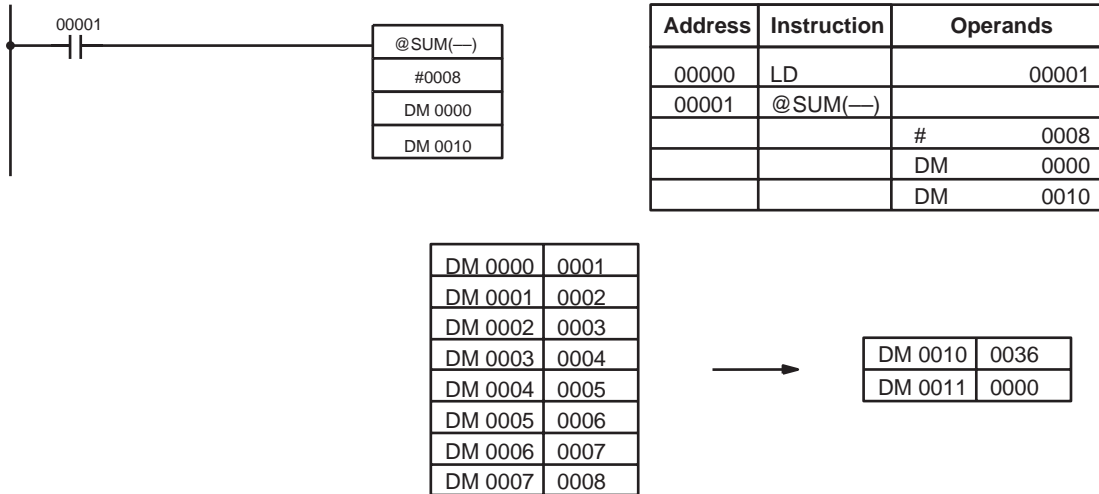 00001
@SUM(––)
#0008
DM 0000
DM 0010
Address Instruction Operands
00000 LD 00001
00001 @SUM(––)
# 0008
DM 0000
DM 0010
DM 0000 0001
DM 0001 0002
DM 0002 0003
DM 0003 0004
DM 0004 0005
DM 0005 0006
DM 0006 0007
DM 0007 0008
DM 0010 0036
DM 0011 0000